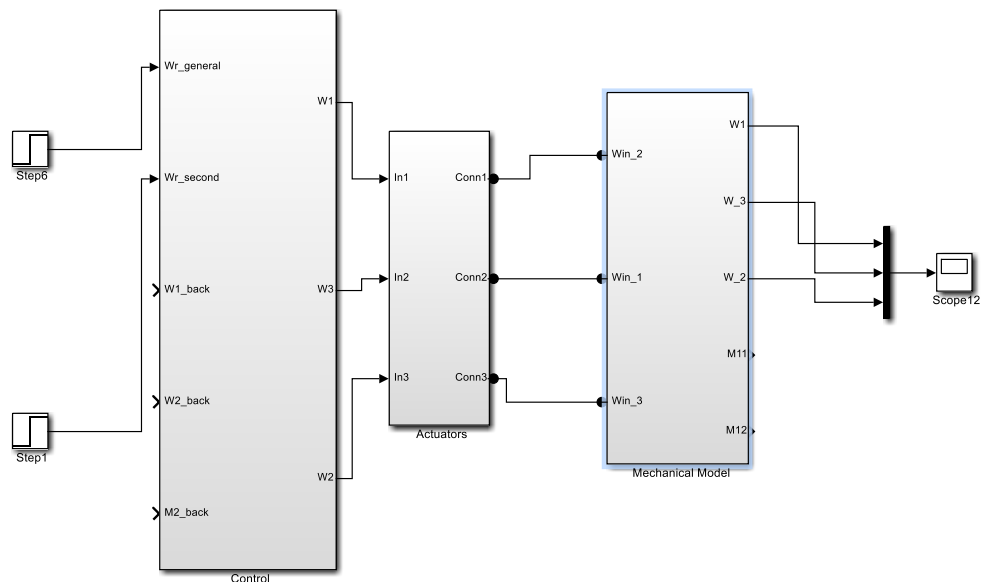 Wr_general
W1
Step6
Wr_second
In1
Conn1
Win_2
W1
W_3
W1_back
W3
In2
Conn2
Win_1
W_2
Scope12
W2_back
In3
Conn3
Win_3
M11
M12
Step1
Actuators
W2
Mechanical Model
M2_back
Control